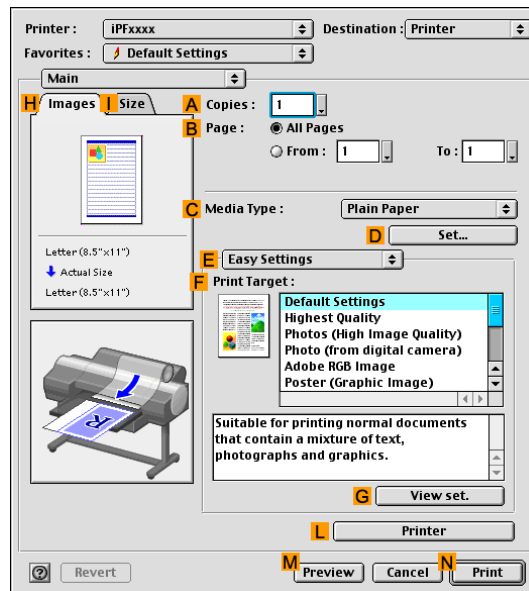 Printer : iPFxxxx Destination : Printer
Favorites : Default Settings
Main
H Images I Size
A Copies : 1
B Page : All Pages
From : 1 To : 1
C Media Type : Plain Paper
D Set...
Letter (8.5"x11")
Actual Size
Letter (8.5"x11")
E Easy Settings
F Print Target :
Default Settings
Highest Quality
Photos (High Image Quality)
Photo (from digital camera)
Adobe RGB Image
Poster (Graphic Image)
R
Suitable for printing normal documents
that contain a mixture of text,
photographs and graphics.
G View set.
L Printer
? Revert M Preview Cancel N Print